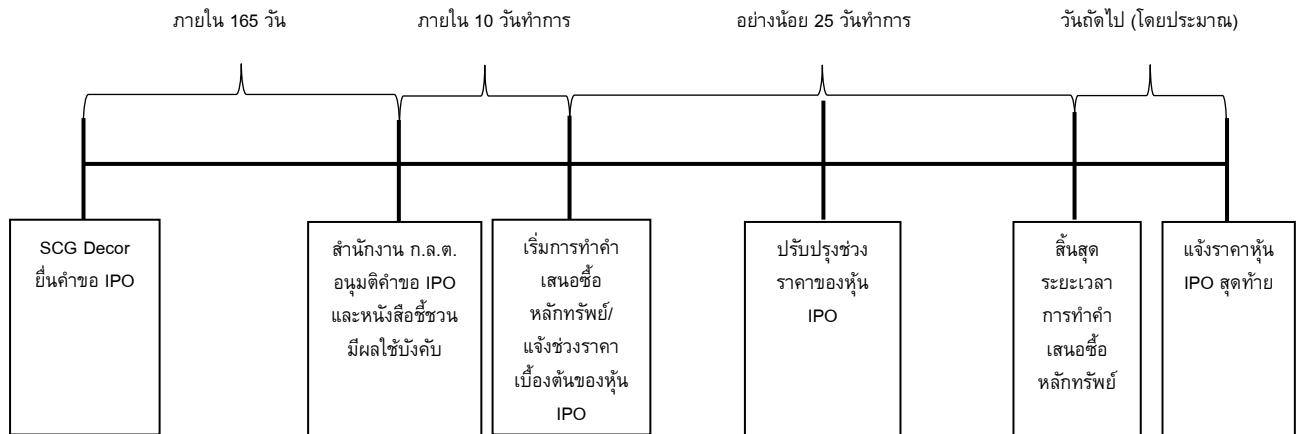 ภายใน 165 วัน
ภายใน 10 วันทำการ
อย่างน้อย 25 วันทำการ
วันถัดไป (โดยประมาณ)
SCG Decor
ยื่นคำขอ IPO
สำนักงาน ก.ล.ต.
อนุมติคำขอ IPO
และหนังสือชี้ชวน
มีผลใช้บังคับ
เริ่มการทำคำ
เสนอซื้อ
หลักทรัพย์/
แจ้งช่วงราคา
เบื้องต้นของหุ้น
IPO
ปรับปรุงช่วง
ราคาของหุ้น
IPO
สิ้นสุด
ระยะเวลา
การทำคำ
เสนอซื้อ
หลักทรัพย์
แจ้งราคาหุ้น
IPO สุดท้าย